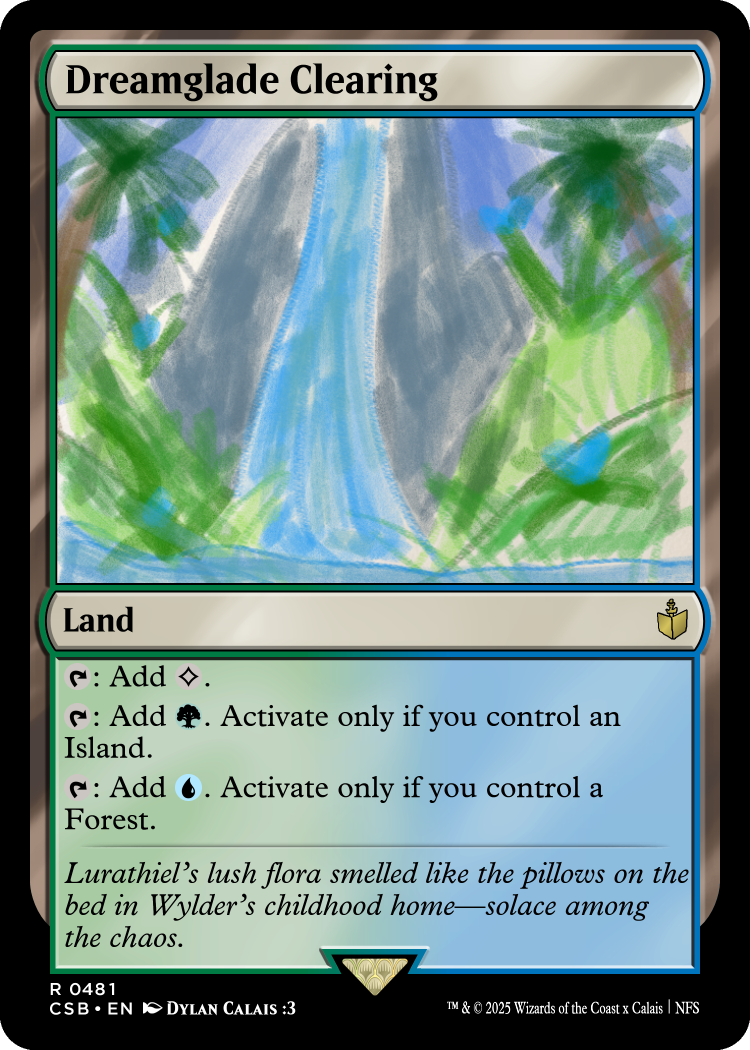 Dreamglade Clearing
Land
: Add .
: Add . Activate only if you control an
Island.
: Add . Activate only if you control a
Forest.
Lurathiel's lush flora smelled like the pillows on the
bed in Wylder's childhood home—solace among
the chaos.
R 0481
CSB • EN Dylan Calais :3
™ & © 2025 Wizards of the Coast x Calais | NFS